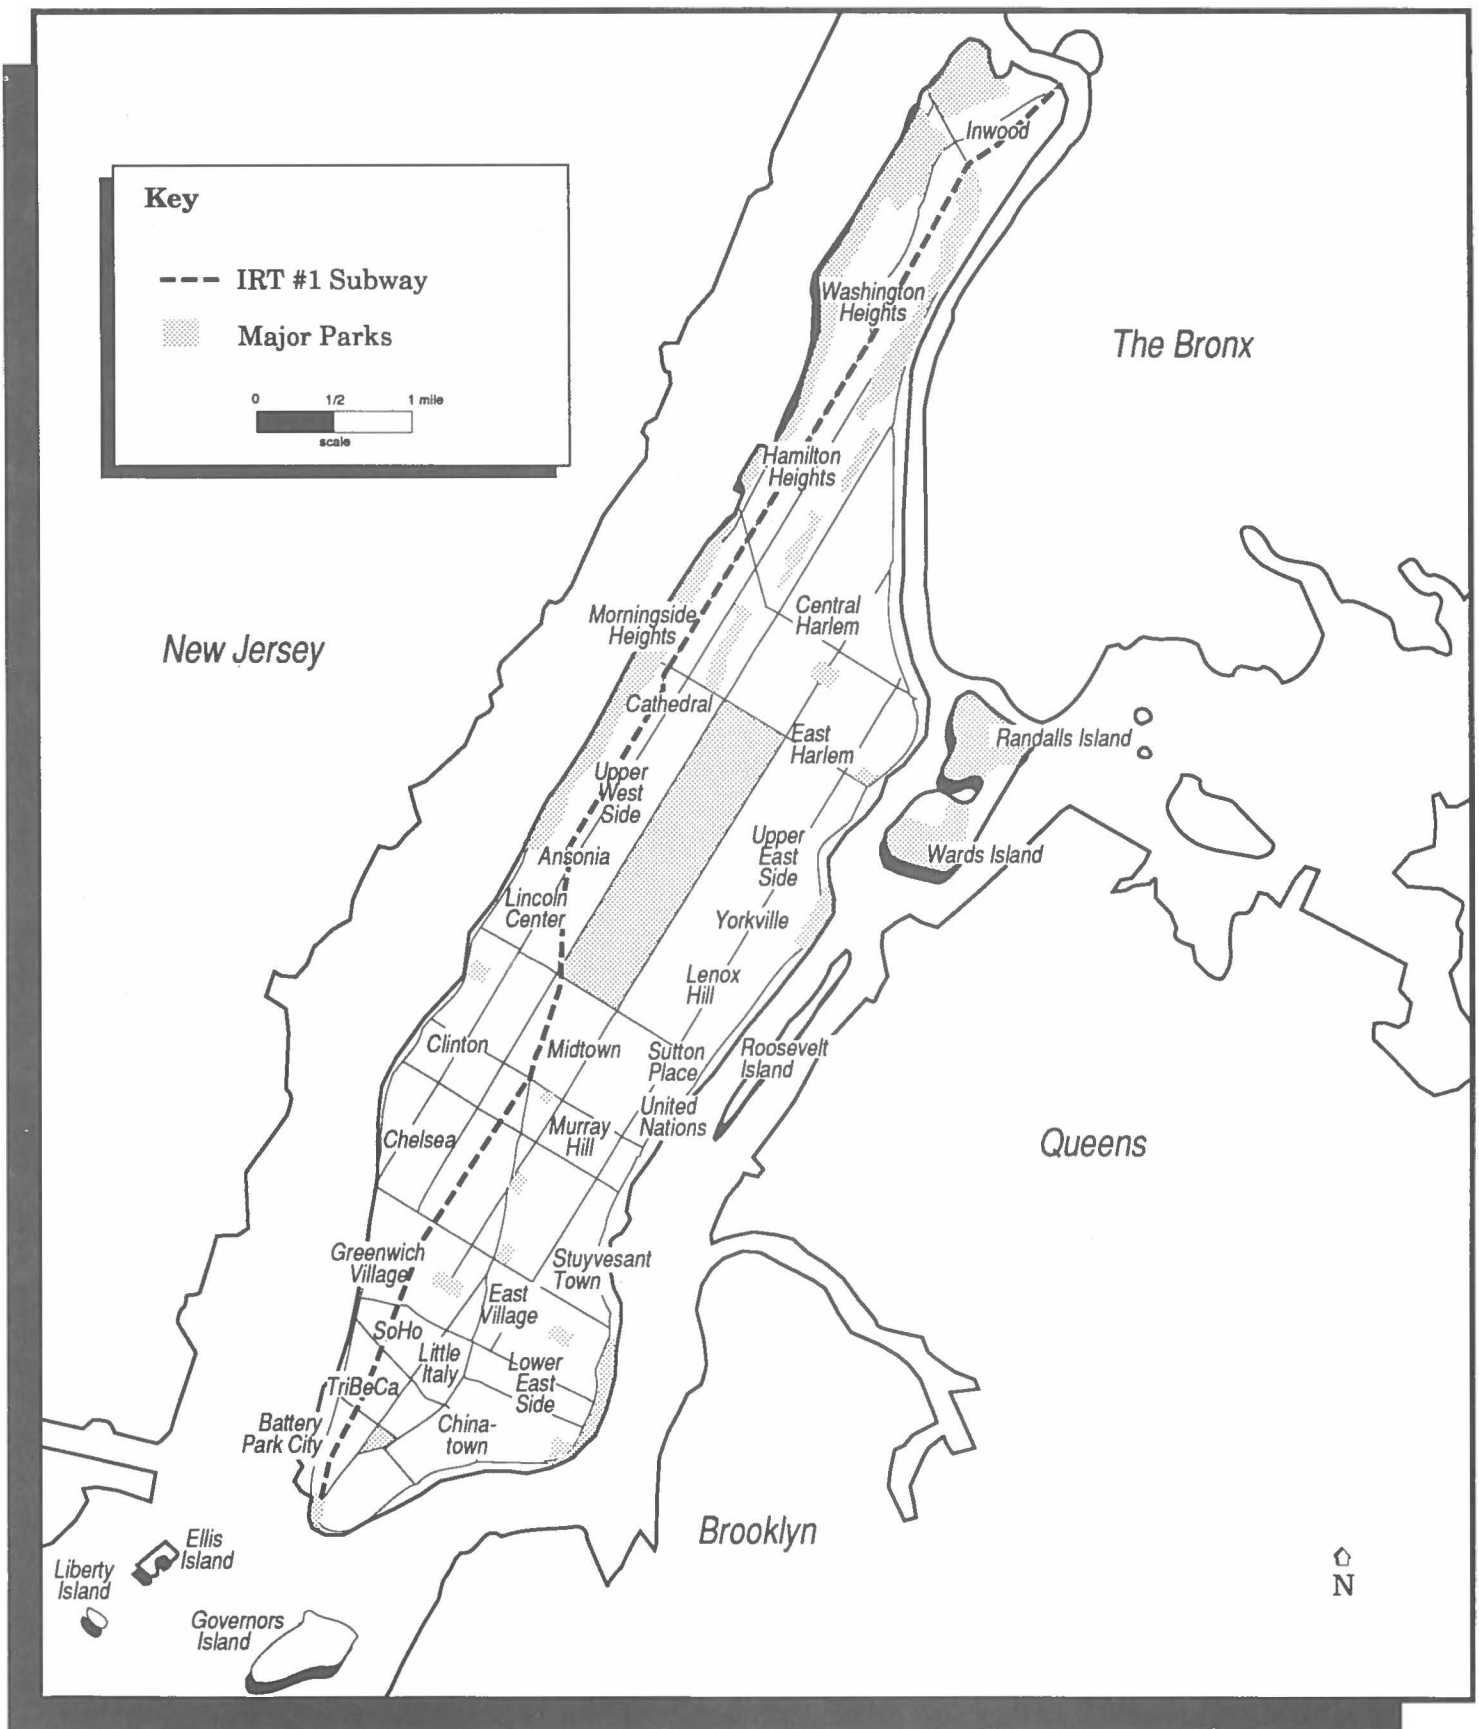 Inwood
Key
IRT #1 Subway
Major Parks
0 1/2 1 mile
scale
Washington
Heights
The Bronx
Hamilton
Heights
Central
Harlem
Morningside
Heights
New Jersey
Cathedral
East
Harlem
Randalls Island
Upper
West
Side
Upper
East
Side
Ansonia
Wards Island
Lincoln
Center
Yorkville
Lenox
Hill
Clinton
Midtown
Sutton
Place
Roosevelt
Island
United
Nations
Murray
Hill
Chelsea
Queens
Greenwich
Village
Stuyvesant
Town
East
Village
SoHo
Little
Italy
Lower
East
Side
TriBeCa
Battery
Park City
China-
town
Brooklyn
Ellis
Island
Liberty
Island
Governors
Island
N